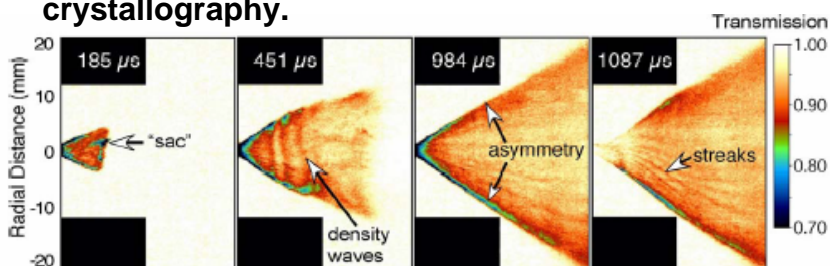 crystallography.
Transmission
20
10
0
-10
-20
Radial Distance (mm)
185 µs
"sac"
451 µs
density
waves
984 µs
asymmetry
1087 µs
streaks
1.00
0.90
0.80
0.70